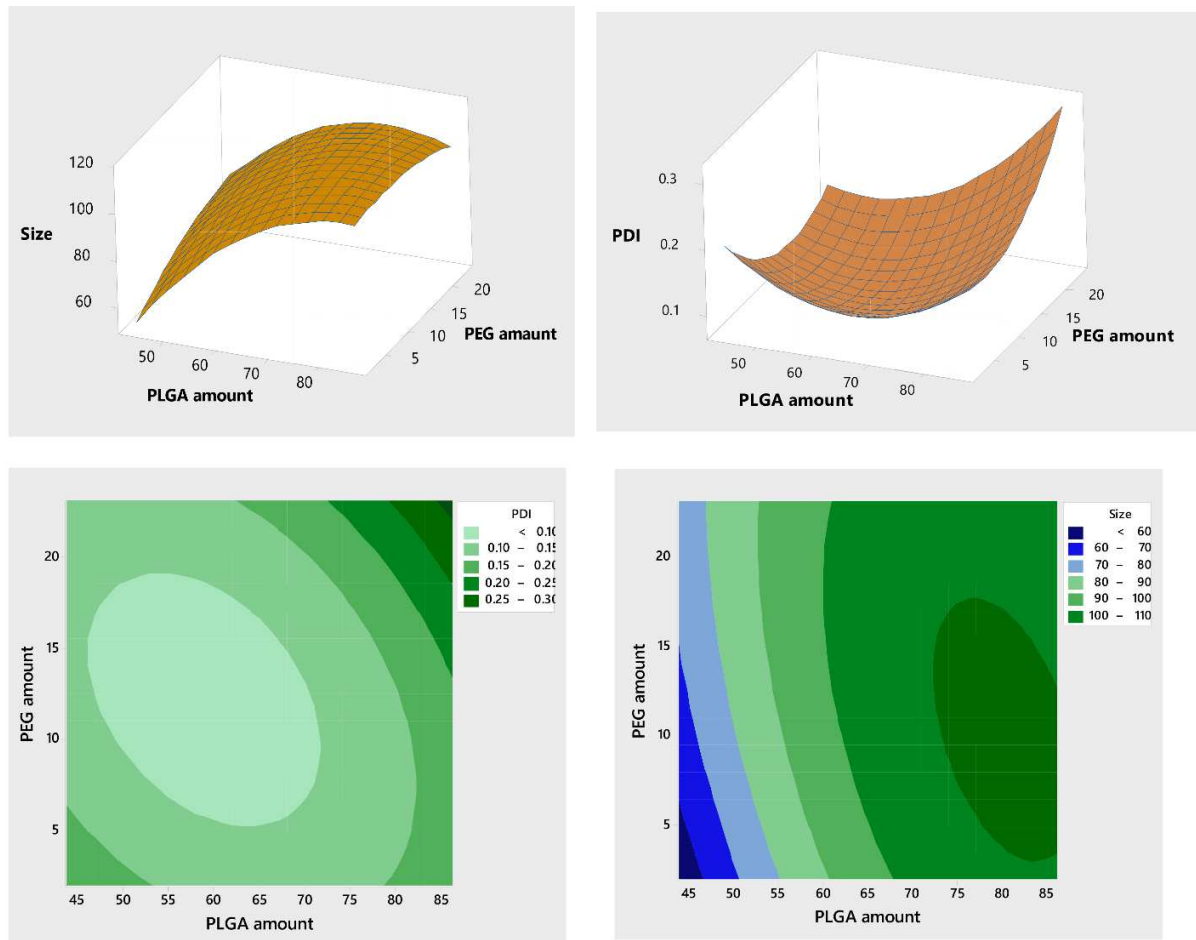 120
100
Size
80
60
50
60
70
80
PLGA amount
5
10
15
20
PEG amaunt
0.3
PDI
0.2
0.1
50
60
70
80
PLGA amount
5
10
15
20
PEG amount
PDI
< 0.10
0.10 – 0.15
0.15 – 0.20
0.20 – 0.25
0.25 – 0.30
20
15
10
5
PEG amount
45 50 55 60 65 70 75 80 85
PLGA amount
Size
< 60
60 – 70
70 – 80
80 – 90
90 – 100
100 – 110
20
15
10
5
PEG amount
45 50 55 60 65 70 75 80 85
PLGA amount